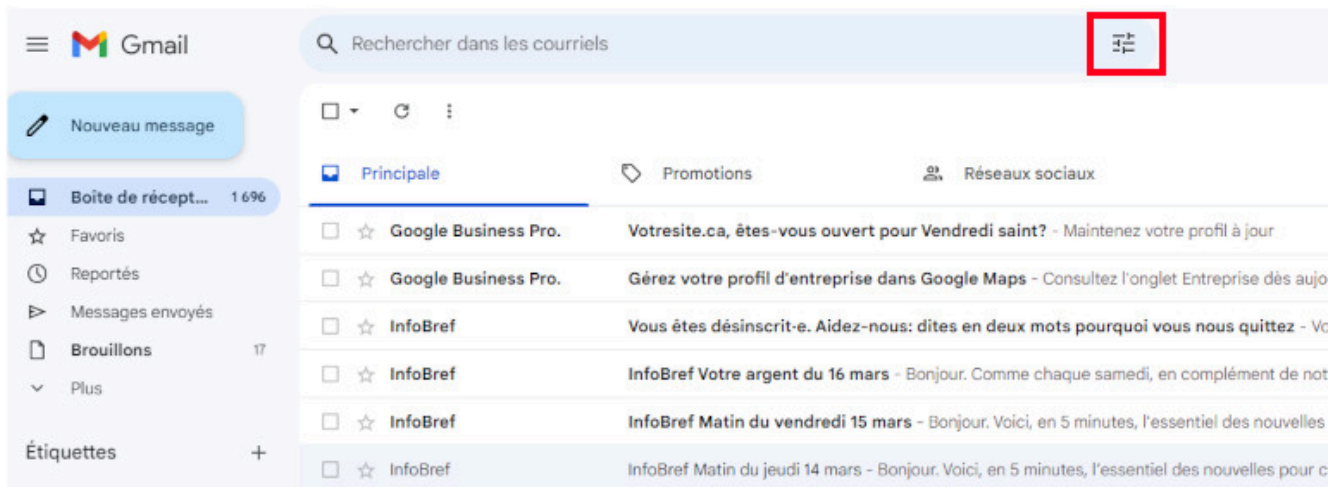 Gmail
Rechercher dans les courriels
Nouveau message
Principale
Promotions
Réseaux sociaux
Boîte de récept... 1 696
Favoris
Reportés
Messages envoyés
Brouillons 17
Plus
Étiquettes +
Google Business Pro. Votresite.ca, êtes-vous ouvert pour Vendredi saint? - Maintenez votre profil à jour
Google Business Pro. Gérez votre profil d'entreprise dans Google Maps - Consultez l'onglet Entreprise dès aujo
InfoBref Vous êtes désinscrit·e. Aidez-nous: dites en deux mots pourquoi vous nous quittez - Vo
InfoBref InfoBref Votre argent du 16 mars - Bonjour. Comme chaque samedi, en complément de not
InfoBref InfoBref Matin du vendredi 15 mars - Bonjour. Voici, en 5 minutes, l'essentiel des nouvelles
InfoBref InfoBref Matin du jeudi 14 mars - Bonjour. Voici, en 5 minutes, l'essentiel des nouvelles pour c